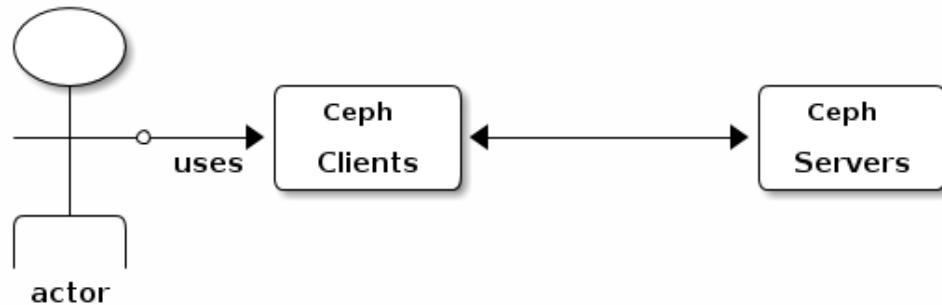 Ceph
Clients
Ceph
Servers
uses
actor